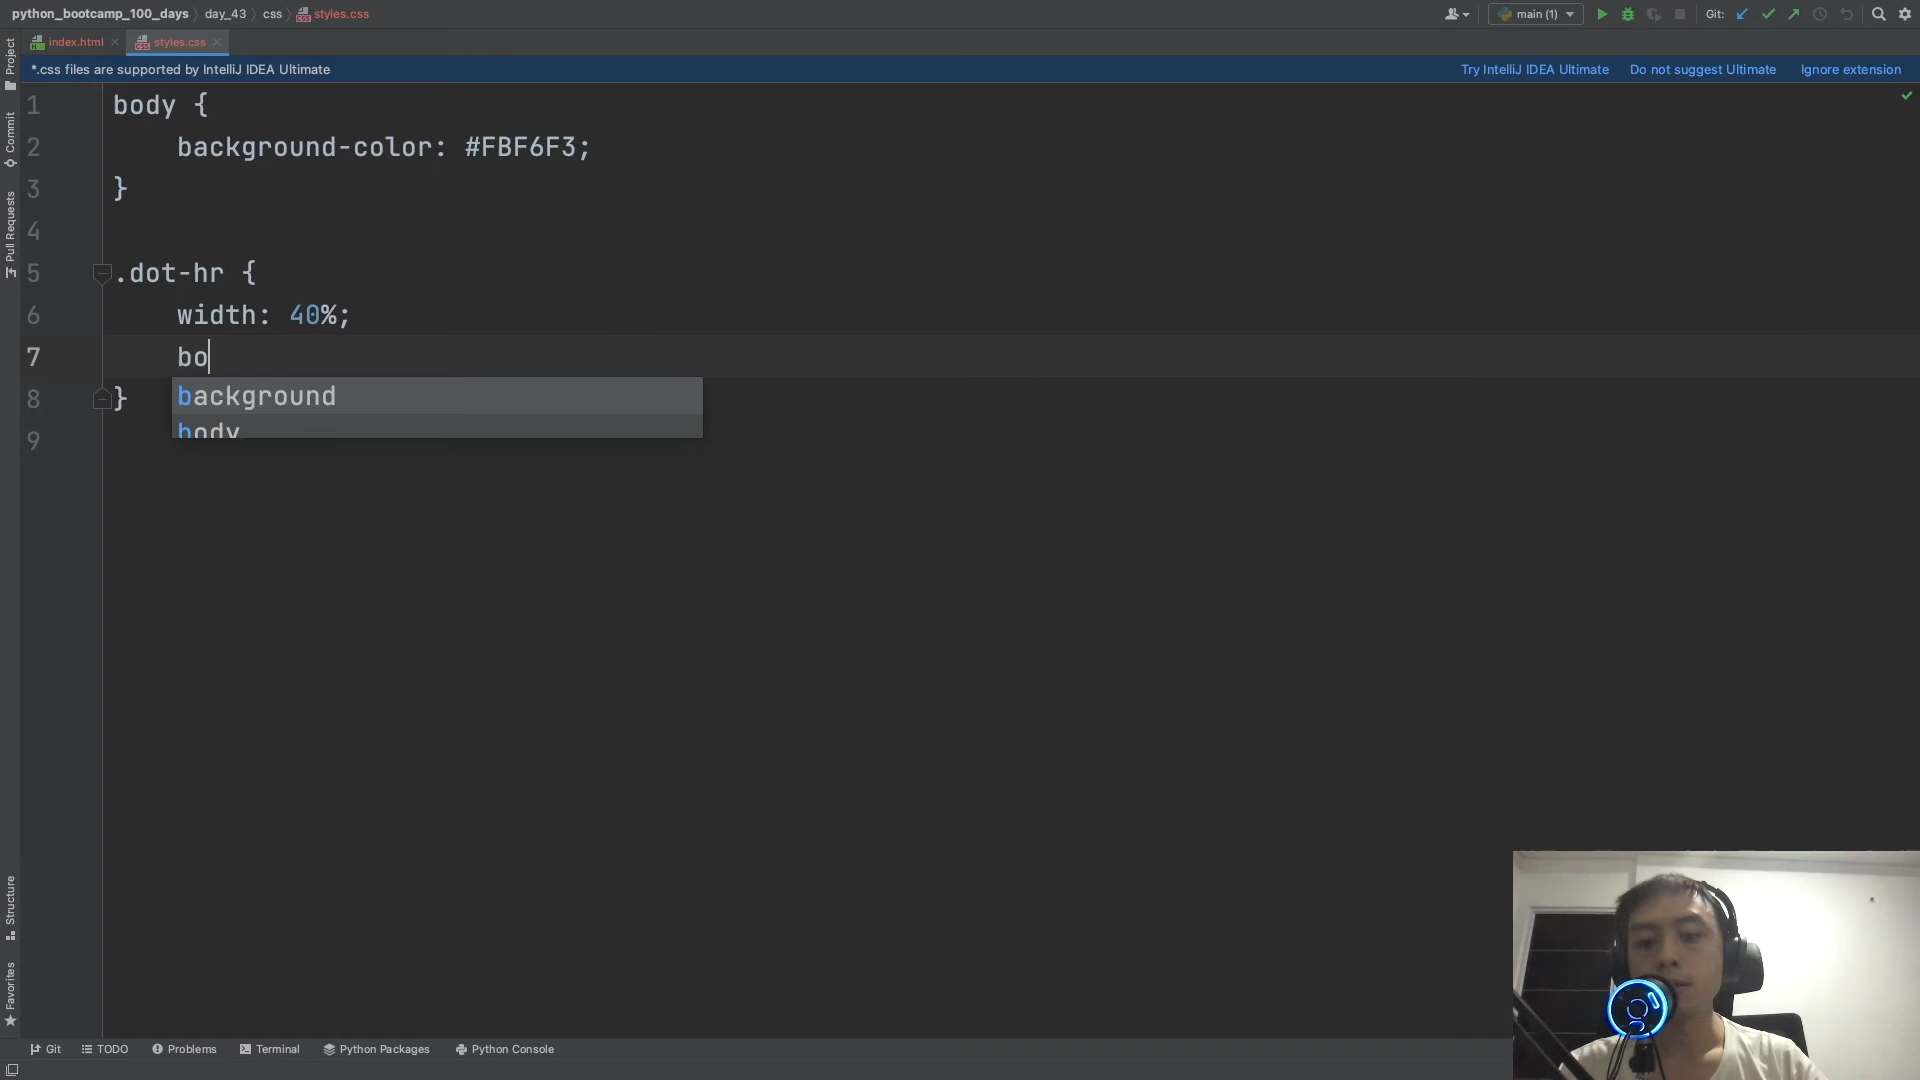 python_bootcamp_100_days day_43 css styles.css
main (1) Git:
index.html styles.css
*.css files are supported by IntelliJ IDEA Ultimate Try IntelliJ IDEA Ultimate Do not suggest Ultimate Ignore extension
Project
Commit
Pull Requests
Structure
Favorites
1 body {
2 background-color: #FBF6F3;
3 }
4
5 .dot-hr {
6 width: 40%;
7 bo
background
body
8 }
9
Git TODO Problems Terminal Python Packages Python Console